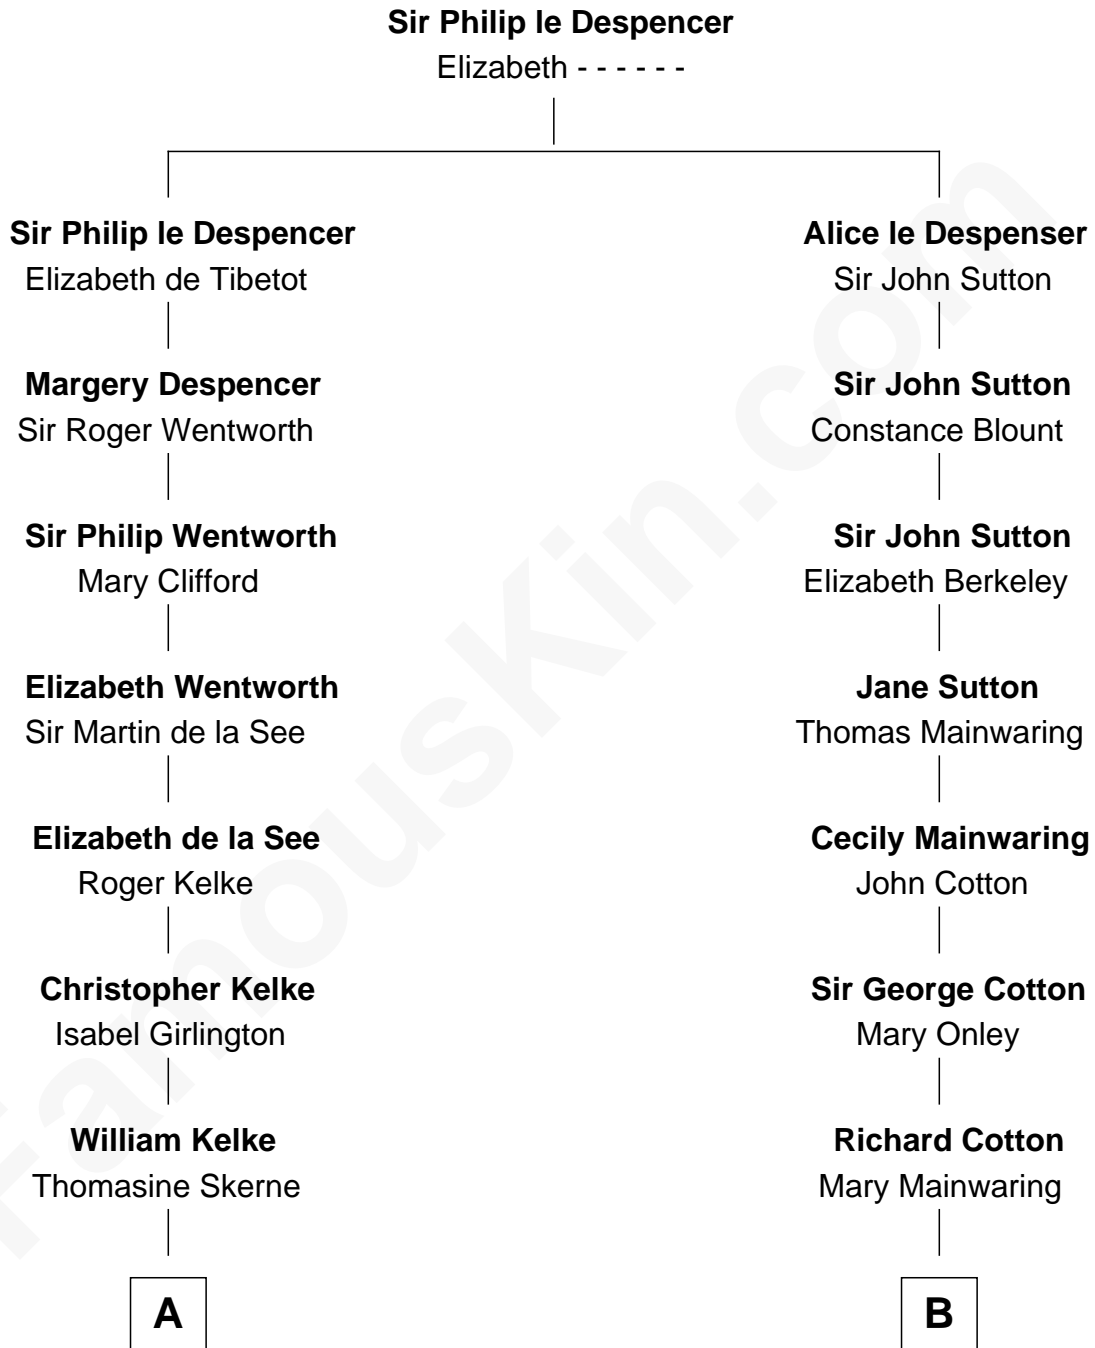 Sir Philip le Despencer
Elizabeth - - - - - -
Sir Philip le Despencer
Elizabeth de Tibetot
Alice le Despenser
Sir John Sutton
Margery Despencer
Sir Roger Wentworth
Sir John Sutton
Constance Blount
Sir Philip Wentworth
Mary Clifford
Sir John Sutton
Elizabeth Berkeley
Elizabeth Wentworth
Sir Martin de la See
Jane Sutton
Thomas Mainwaring
Elizabeth de la See
Roger Kelke
Cecily Mainwaring
John Cotton
Christopher Kelke
Isabel Girlington
Sir George Cotton
Mary Onley
William Kelke
Thomasine Skerne
Richard Cotton
Mary Mainwaring
A
B
FamousKin.com